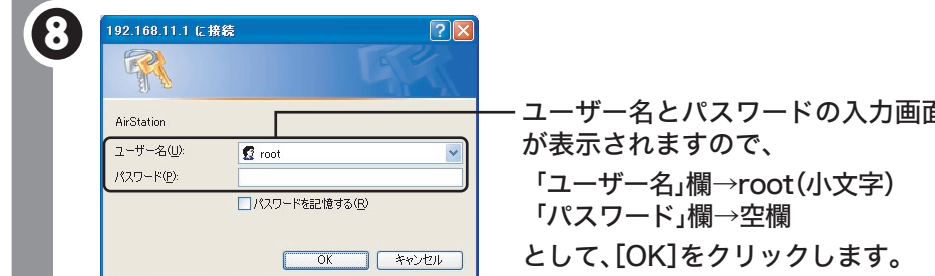 8
192.168.11.1 に接続
AirStation
ユーザー名(U):
root
パスワード(P):
パスワードを記憶する(R)
OK
キャンセル
ユーザー名とパスワードの入力画面
が表示されますので、
「ユーザー名」欄→root(小文字)
「パスワード」欄→空欄
として、[OK]をクリックします。